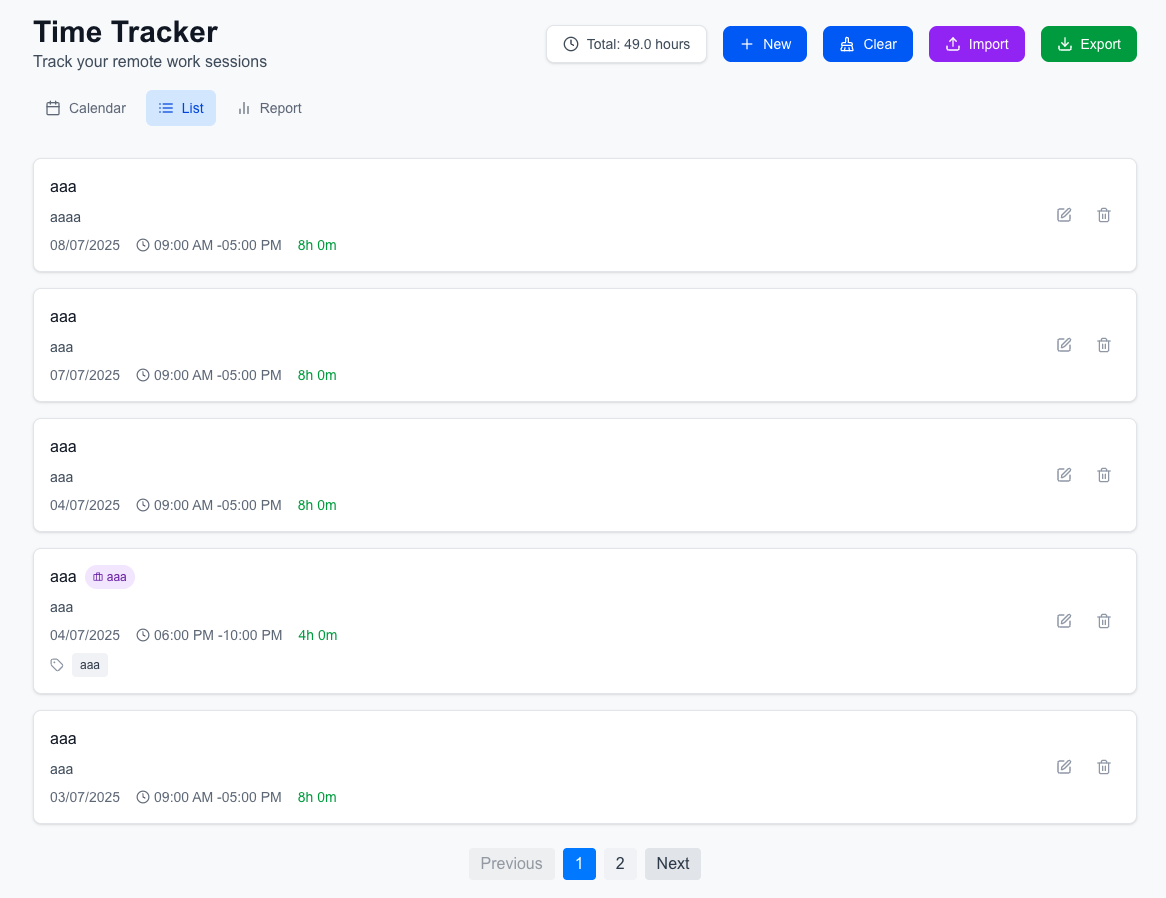 Time Tracker
Track your remote work sessions
Total: 49.0 hours
New
Clear
Import
Export
Calendar
List
Report
aaa
aaaa
08/07/2025 09:00 AM -05:00 PM 8h 0m
aaa
aaa
07/07/2025 09:00 AM -05:00 PM 8h 0m
aaa
aaa
04/07/2025 09:00 AM -05:00 PM 8h 0m
aaa aaa
aaa
04/07/2025 06:00 PM -10:00 PM 4h 0m
aaa
aaa
aaa
03/07/2025 09:00 AM -05:00 PM 8h 0m
Previous 1 2 Next